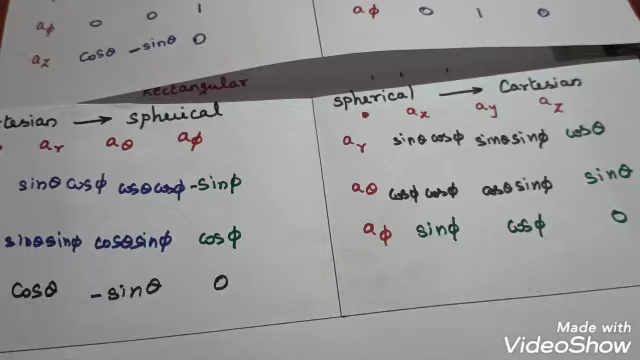 aφ 0 0 1
az cosθ -sinθ 0
aφ 0 1 0
Rectangular
tesian → spherical
ar aθ aφ
sinθ cosφ cosθcosφ -sinφ
sinθsinφ cosθsinφ cosφ
cosθ -sinθ 0
spherical → Cartesian
ax ay az
ar sinθ cosφ sinθsinφ cosθ
aθ cosφ cosφ cosθ sinφ sinθ
aφ sinφ cosφ 0
Made with
VideoShow